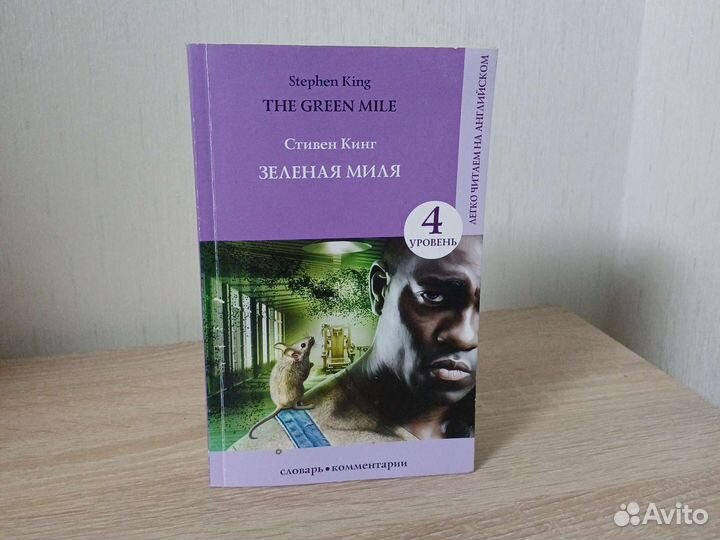 Stephen King
THE GREEN MILE
Стивен Кинг
ЗЕЛЕНАЯ МИЛЯ
ЛЕГКО ЧИТАЕМ НА АНГЛИЙСКОМ
4
УРОВЕНЬ
словарь • комментарии
Avito